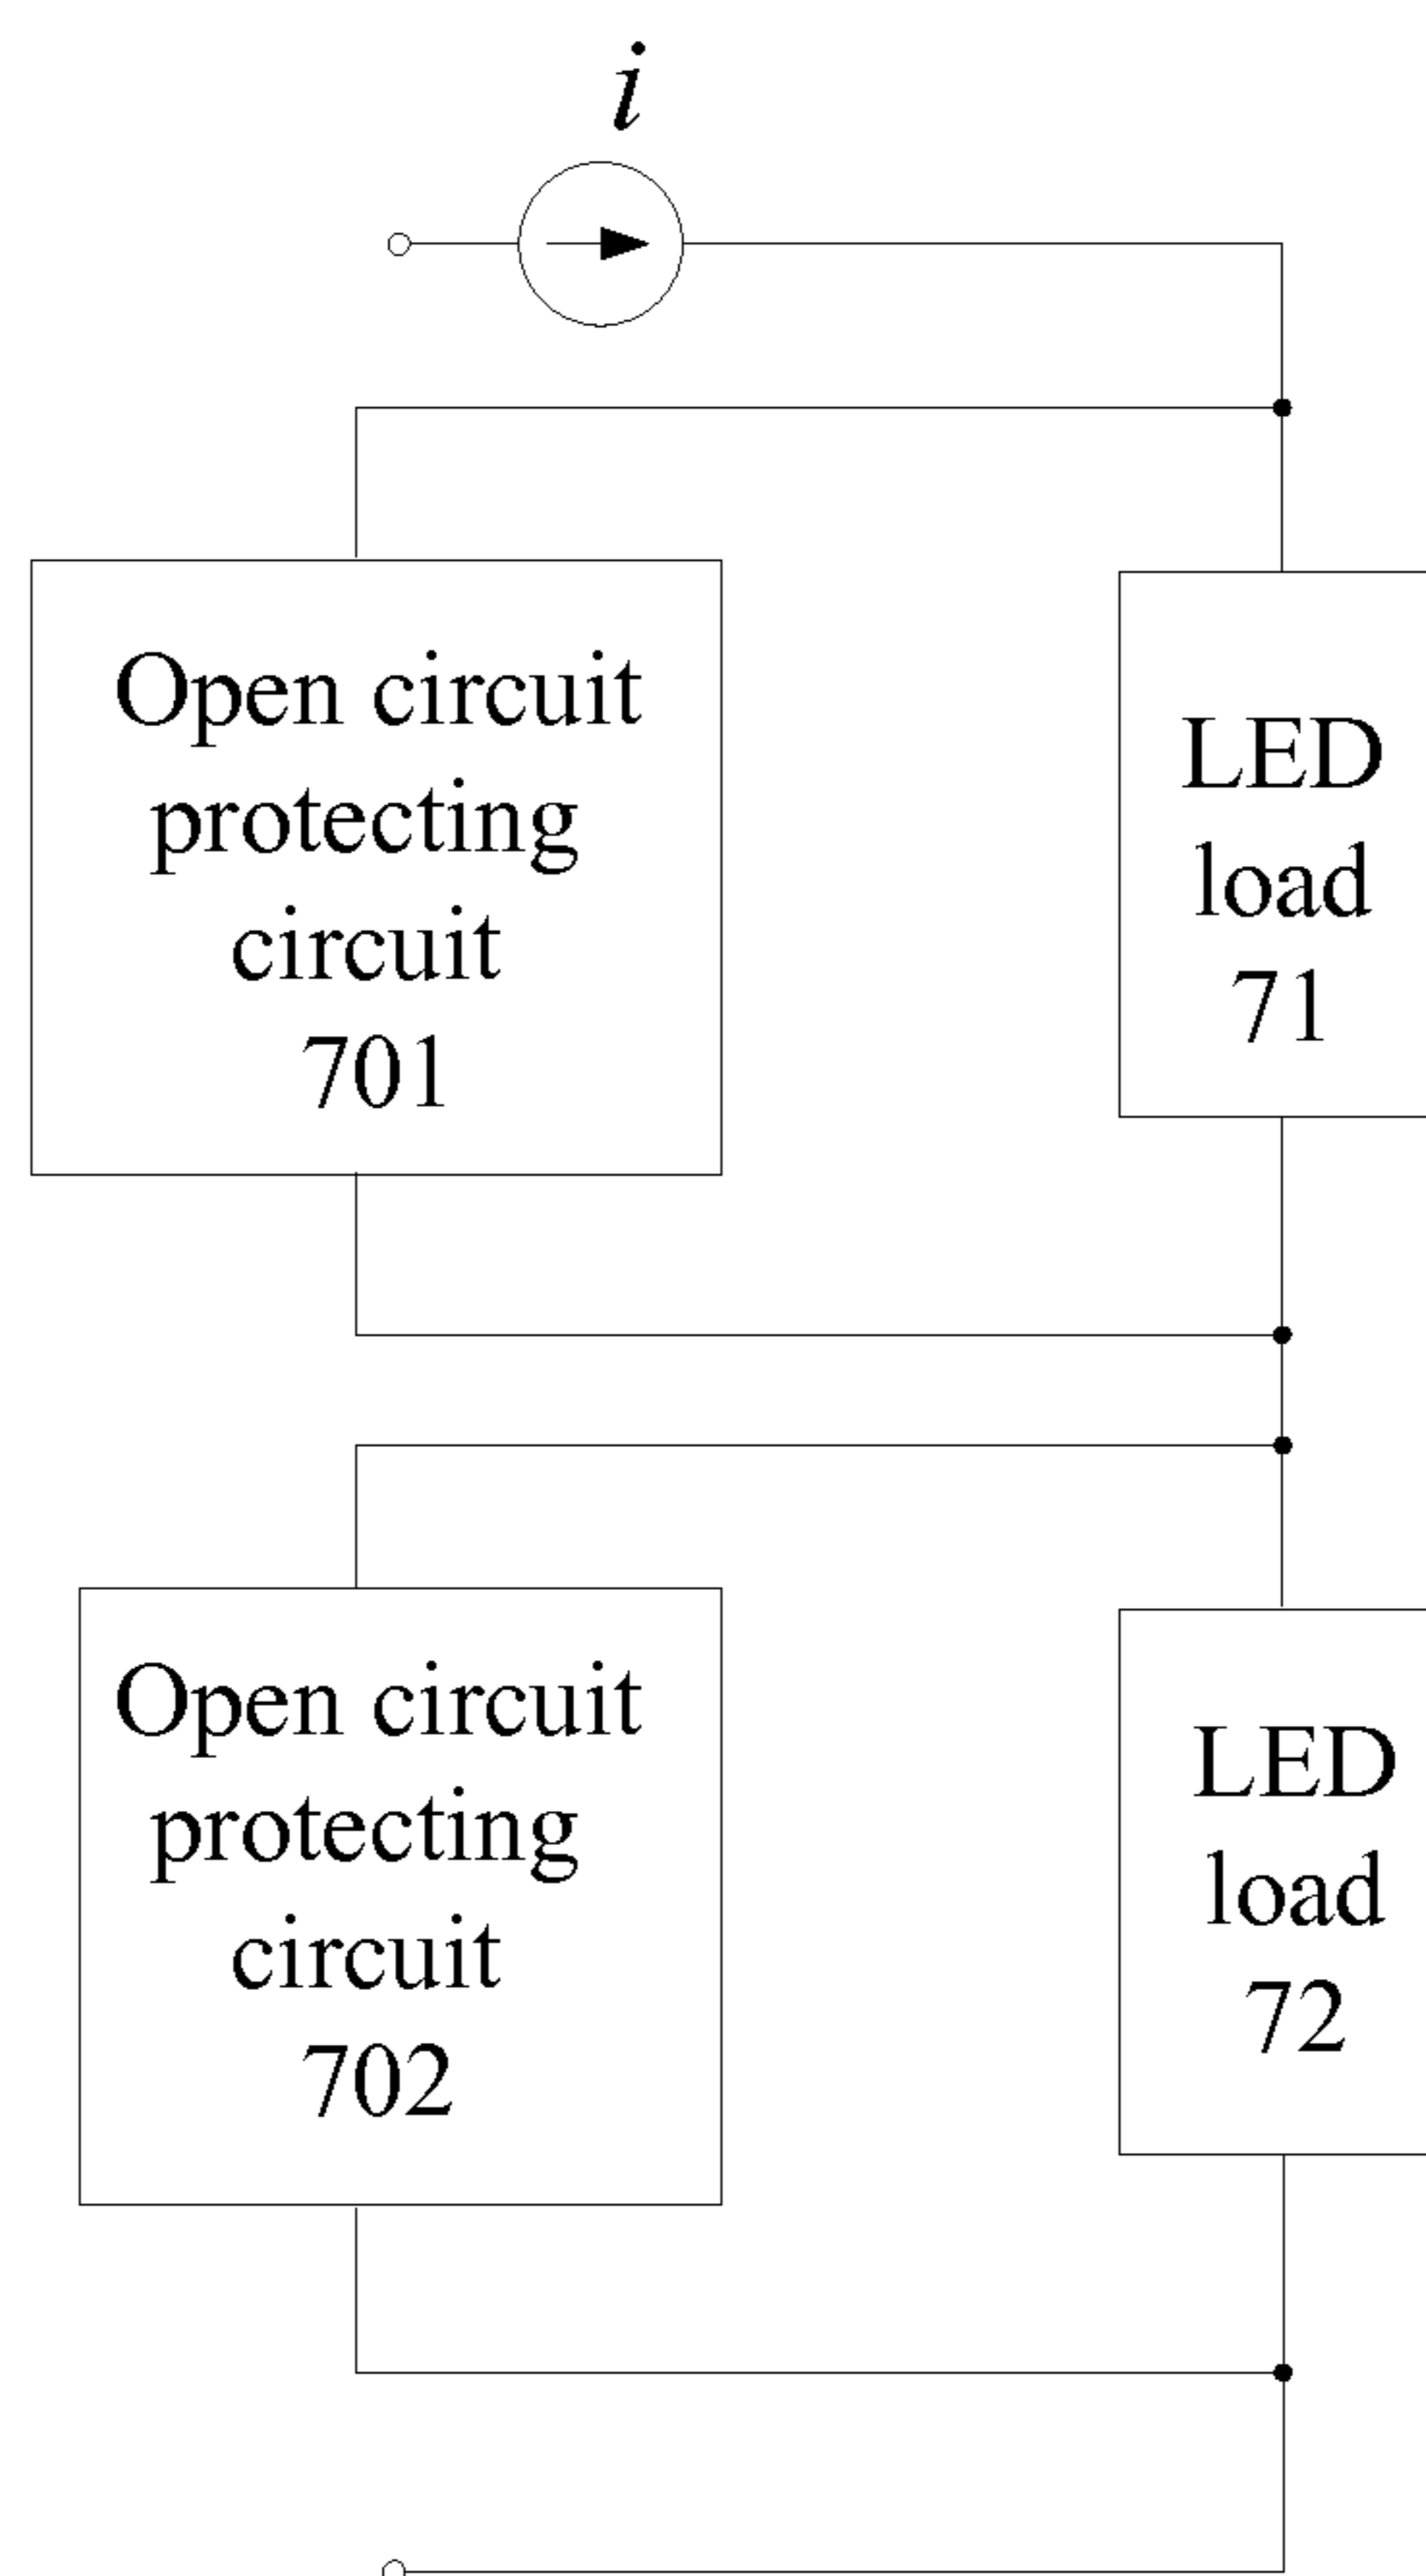 i
Open circuit
protecting
circuit
701
LED
load
71
Open circuit
protecting
circuit
702
LED
load
72